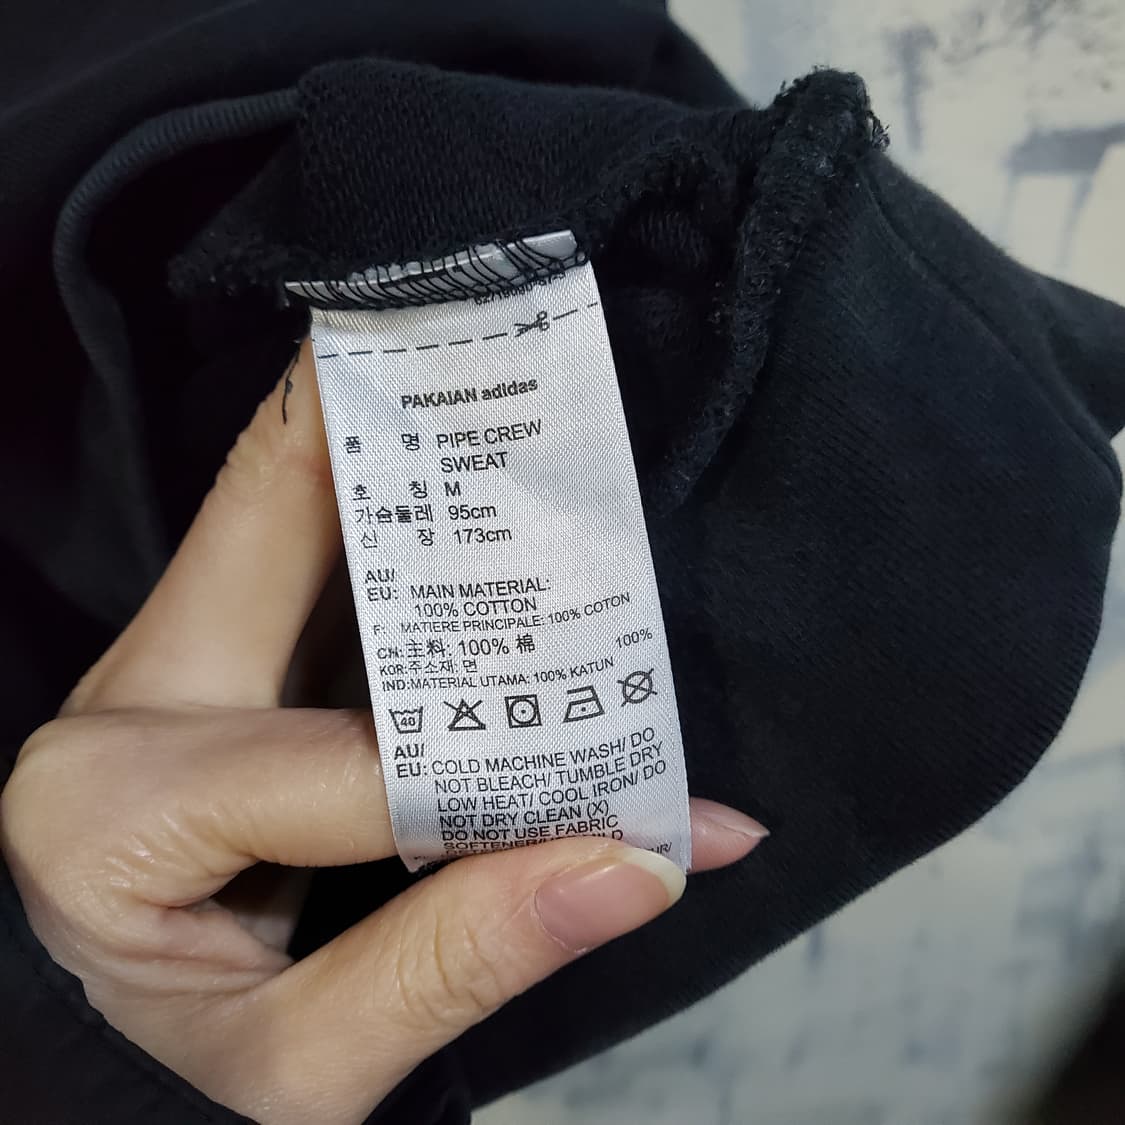 PAKAIAN adidas
품 명 PIPE CREW
SWEAT
호 칭 M
가슴둘레 95cm
신 장 173cm
AU/
EU: MAIN MATERIAL:
100% COTTON
F: MATIERE PRINCIPALE: 100% COTON
CN: 主料: 100% 棉
KOR: 주소재: 면 100%
IND: MATERIAL UTAMA: 100% KATUN
40
AU/
EU: COLD MACHINE WASH/ DO
NOT BLEACH/ TUMBLE DRY
LOW HEAT/ COOL IRON/ DO
NOT DRY CLEAN (X)
DO NOT USE FABRIC
SOFTENER/